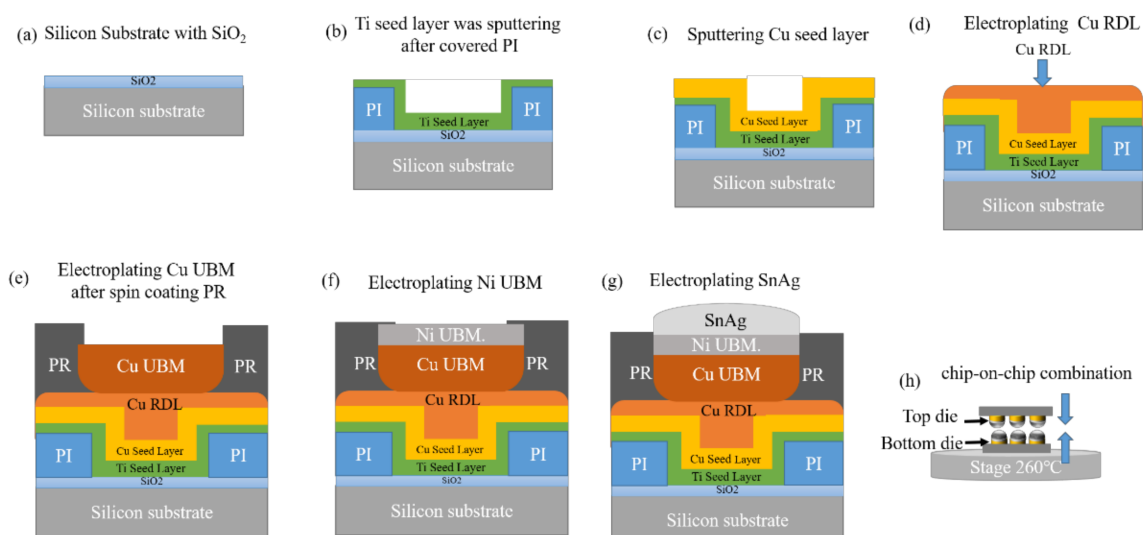 (a) Silicon Substrate with SiO₂
SiO2
Silicon substrate
(b) Ti seed layer was sputtering
after covered PI
PI
PI
Ti Seed Layer
SiO2
Silicon substrate
(c) Sputtering Cu seed layer
Cu Seed Layer
PI
PI
Ti Seed Layer
SiO2
Silicon substrate
(d) Electroplating Cu RDL
Cu RDL
PI
PI
Cu Seed Layer
Ti Seed Layer
SiO2
Silicon substrate
(e) Electroplating Cu UBM
after spin coating PR
PR
Cu UBM
PR
Cu RDL
PI
Cu Seed Layer
PI
Ti Seed Layer
SiO2
Silicon substrate
(f) Electroplating Ni UBM
Ni UBM.
PR
Cu UBM
PR
Cu RDL
PI
Cu Seed Layer
PI
Ti Seed Layer
SiO2
Silicon substrate
(g) Electroplating SnAg
SnAg
Ni UBM.
PR
Cu UBM
PR
Cu RDL
PI
Cu Seed Layer
PI
Ti Seed Layer
SiO2
Silicon substrate
(h) chip-on-chip combination
Top die
Bottom die
Stage 260℃